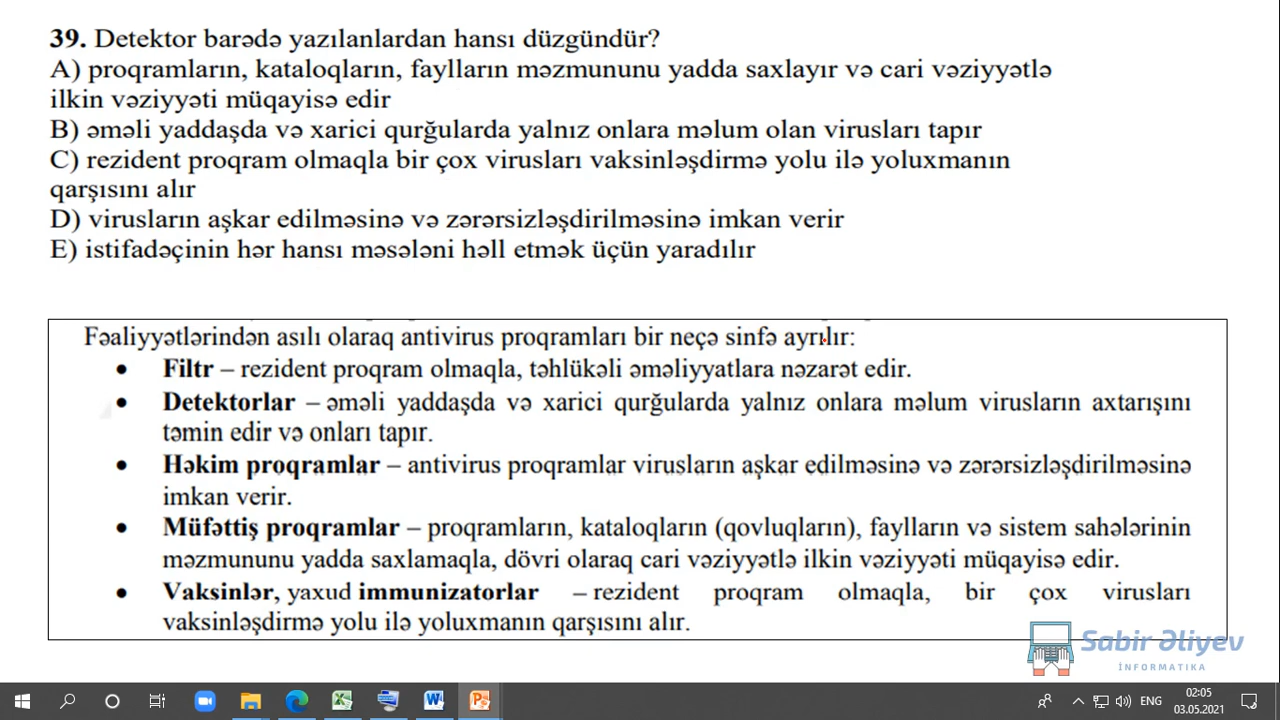 39. Detektor barədə yazılanlardan hansı düzgündür?
A) proqramların, kataloqların, faylların məzmununu yadda saxlayır və cari vəziyyətlə
ilkin vəziyyəti müqayisə edir
B) əməli yaddaşda və xarici qurğularda yalnız onlara məlum olan virusları tapır
C) rezident proqram olmaqla bir çox virusları vaksinləşdirmə yolu ilə yoluxmanın
qarşısını alır
D) virusların aşkar edilməsinə və zərərsizləşdirilməsinə imkan verir
E) istifadəçinin hər hansı məsələni həll etmək üçün yaradılır
Fəaliyyətlərindən asılı olaraq antivirus proqramları bir neçə sinfə ayrılır:
• Filtr – rezident proqram olmaqla, təhlükəli əməliyyatlara nəzarət edir.
• Detektorlar – əməli yaddaşda və xarici qurğularda yalnız onlara məlum virusların axtarışını
təmin edir və onları tapır.
• Həkim proqramlar – antivirus proqramlar virusların aşkar edilməsinə və zərərsizləşdirilməsinə
imkan verir.
• Müfəttiş proqramlar – proqramların, kataloqların (qovluqların), faylların və sistem sahələrinin
məzmununu yadda saxlamaqla, dövri olaraq cari vəziyyətlə ilkin vəziyyəti müqayisə edir.
• Vaksinlər, yaxud immunizatorlar – rezident proqram olmaqla, bir çox virusları
vaksinləşdirmə yolu ilə yoluxmanın qarşısını alır.
Sabir Əliyev
İNFORMATIKA
ENG
02:05
03.05.2021